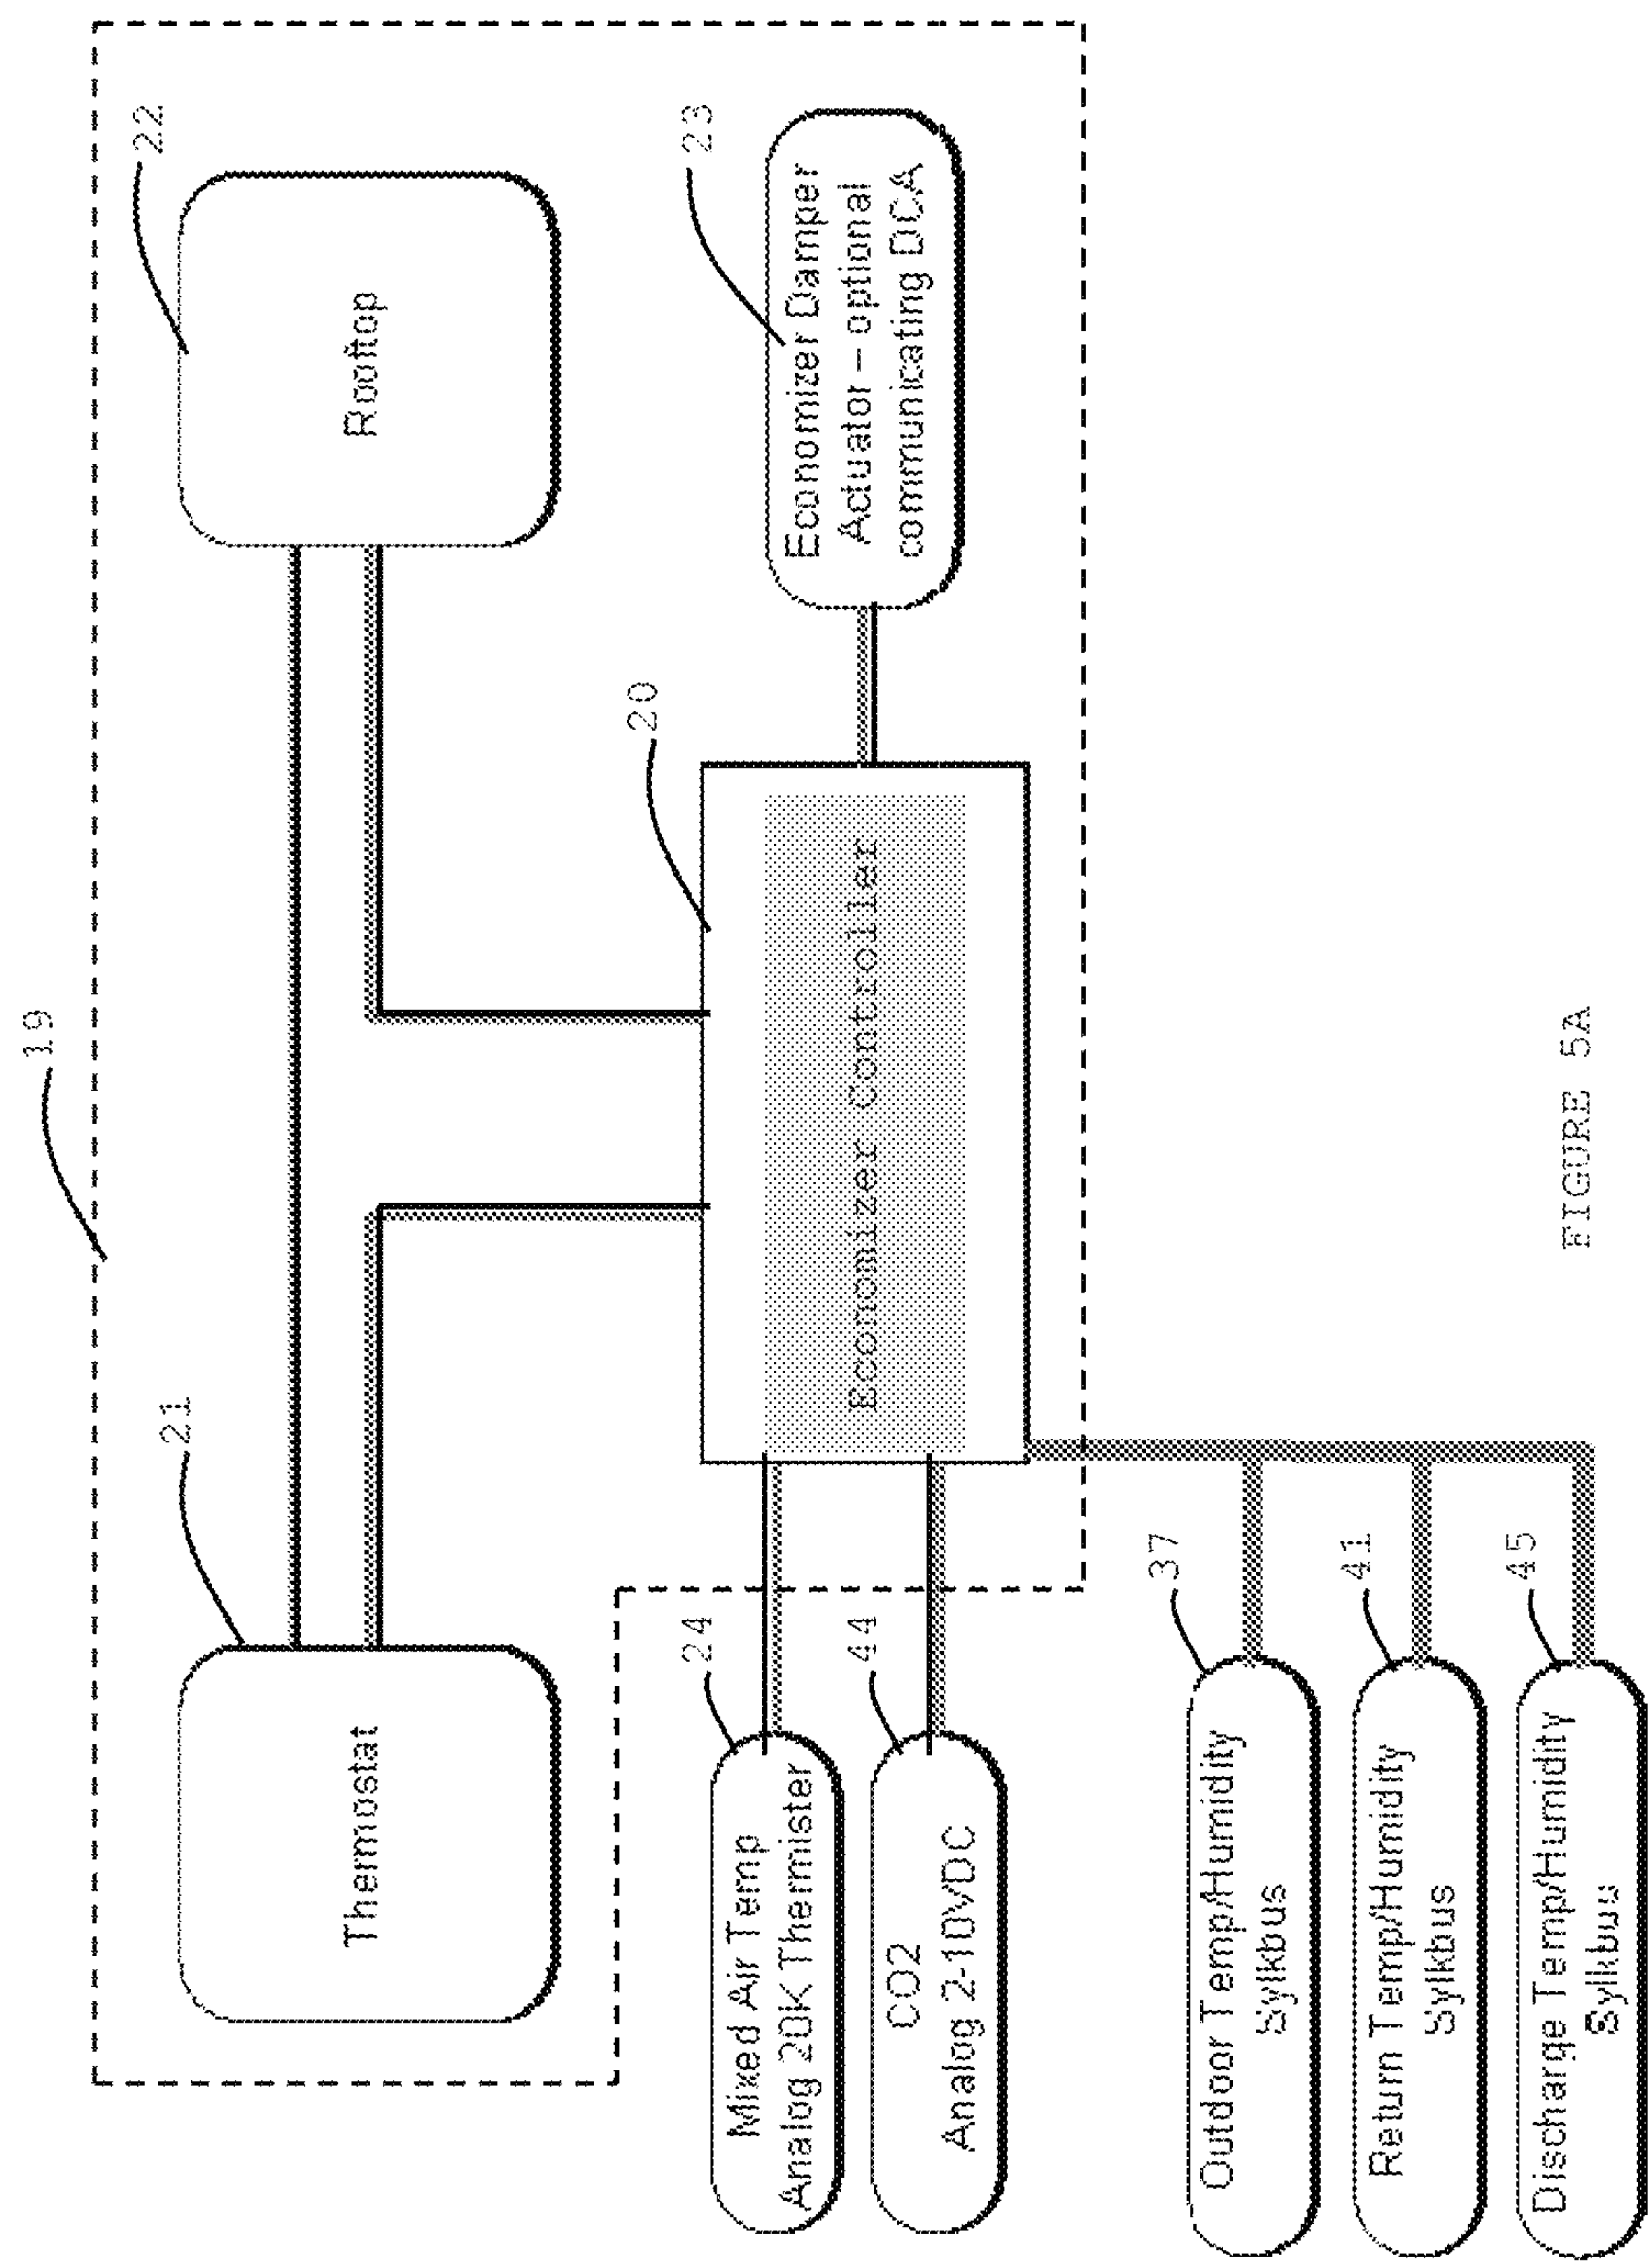 19
21
Thermostat
22
Rooftop
20
Economizer Controller
23
Economizer Damper
Actuator – optional
communicating DCA
24
Mixed Air Temp
Analog 20K Thermister
44
CO2
Analog 2-10VDC
37
Outdoor Temp/Humidity
Sylkbus
41
Return Temp/Humidity
Sylkbus
45
Discharge Temp/Humidity
Sylkbus
FIGURE 5A